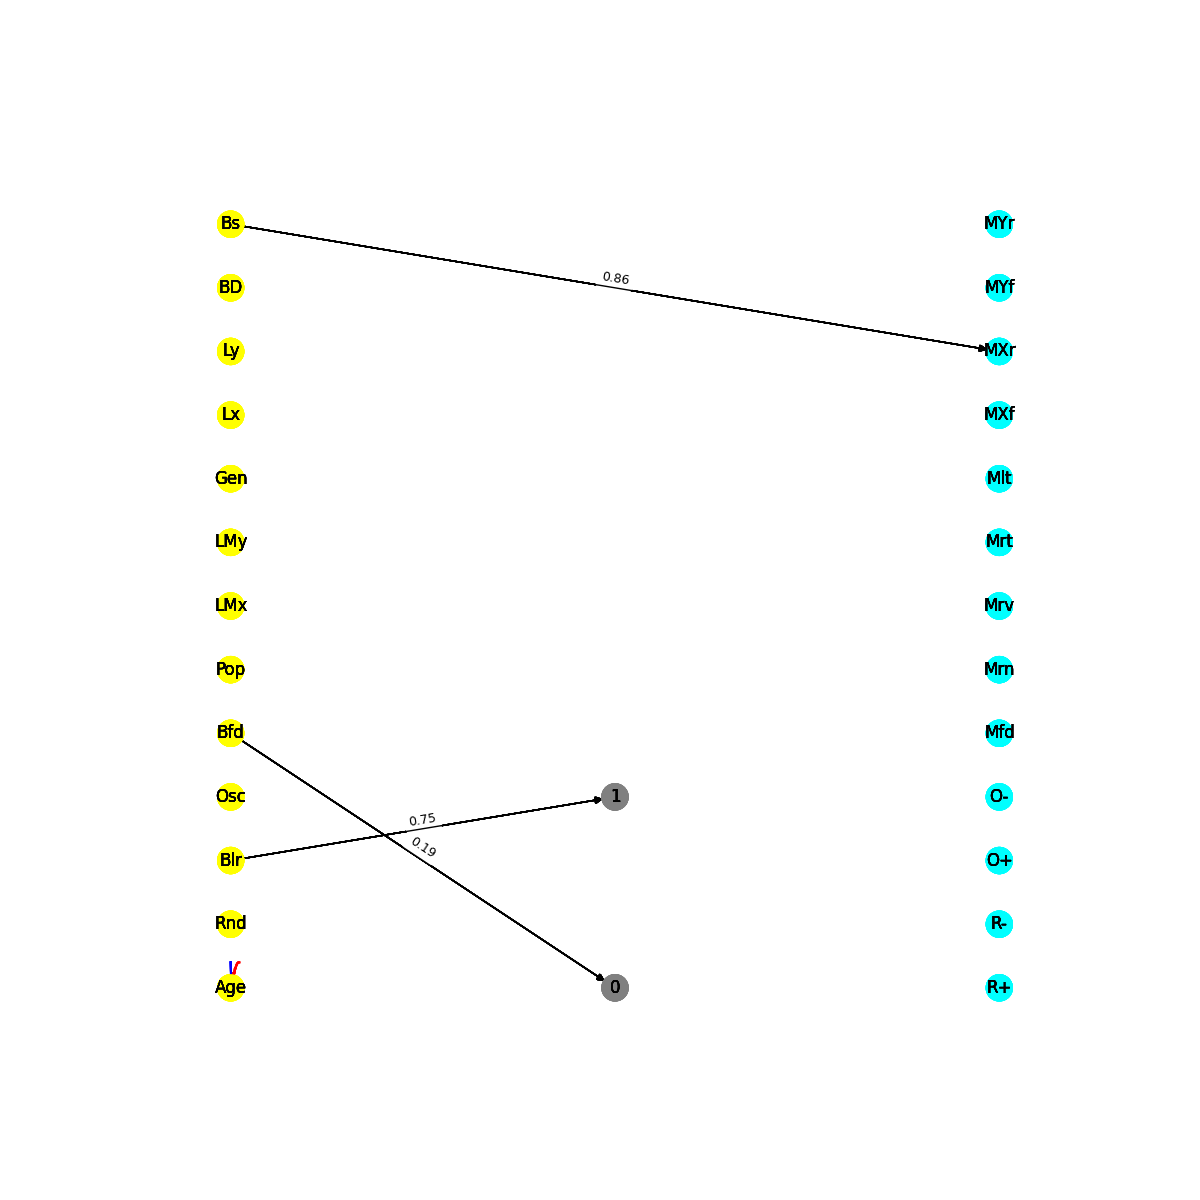 Bs MYr
0.86
BD MYf
Ly MXr
Lx MXf
Gen Mlt
LMy Mrt
LMx Mrv
Pop Mrn
Bfd Mfd
Osc 1 O-
0.75
0.19
Blr O+
Rnd R-
Age 0 R+